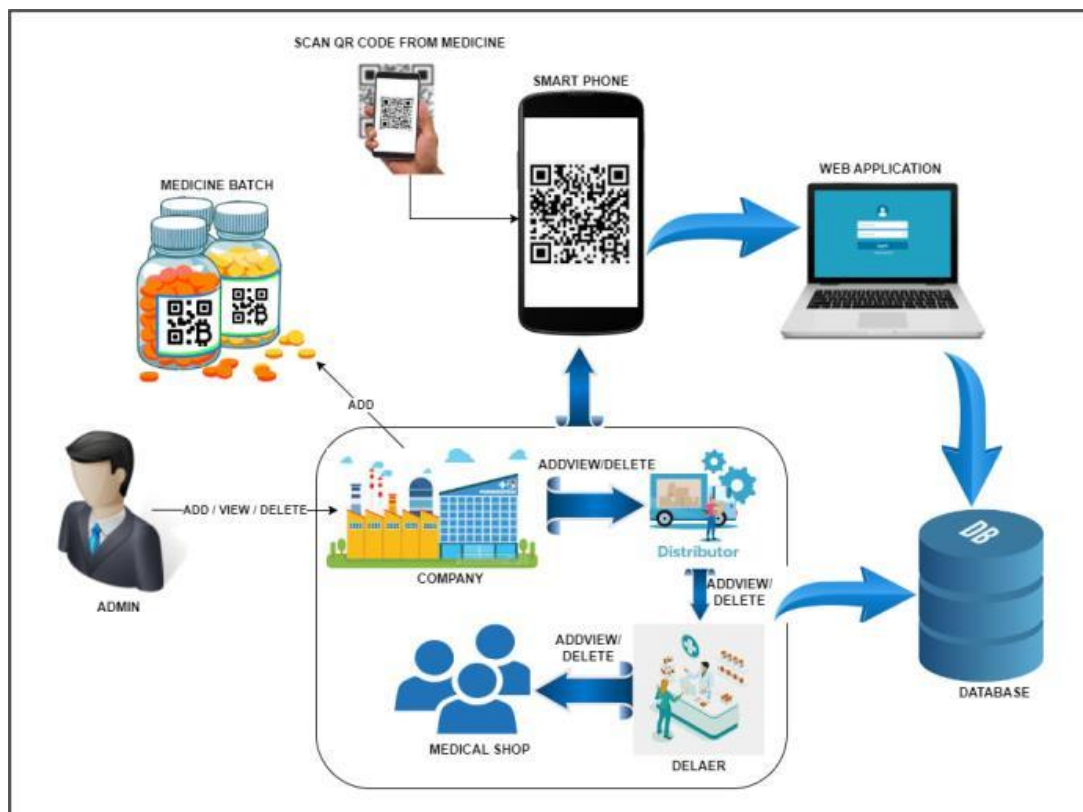 SCAN QR CODE FROM MEDICINE
SMART PHONE
WEB APPLICATION
MEDICINE BATCH
ADD
ADDVIEW/DELETE
ADD / VIEW / DELETE
Distributor
COMPANY
ADDVIEW/
DELETE
ADMIN
ADDVIEW/
DELETE
DB
DATABASE
MEDICAL SHOP
DELAER